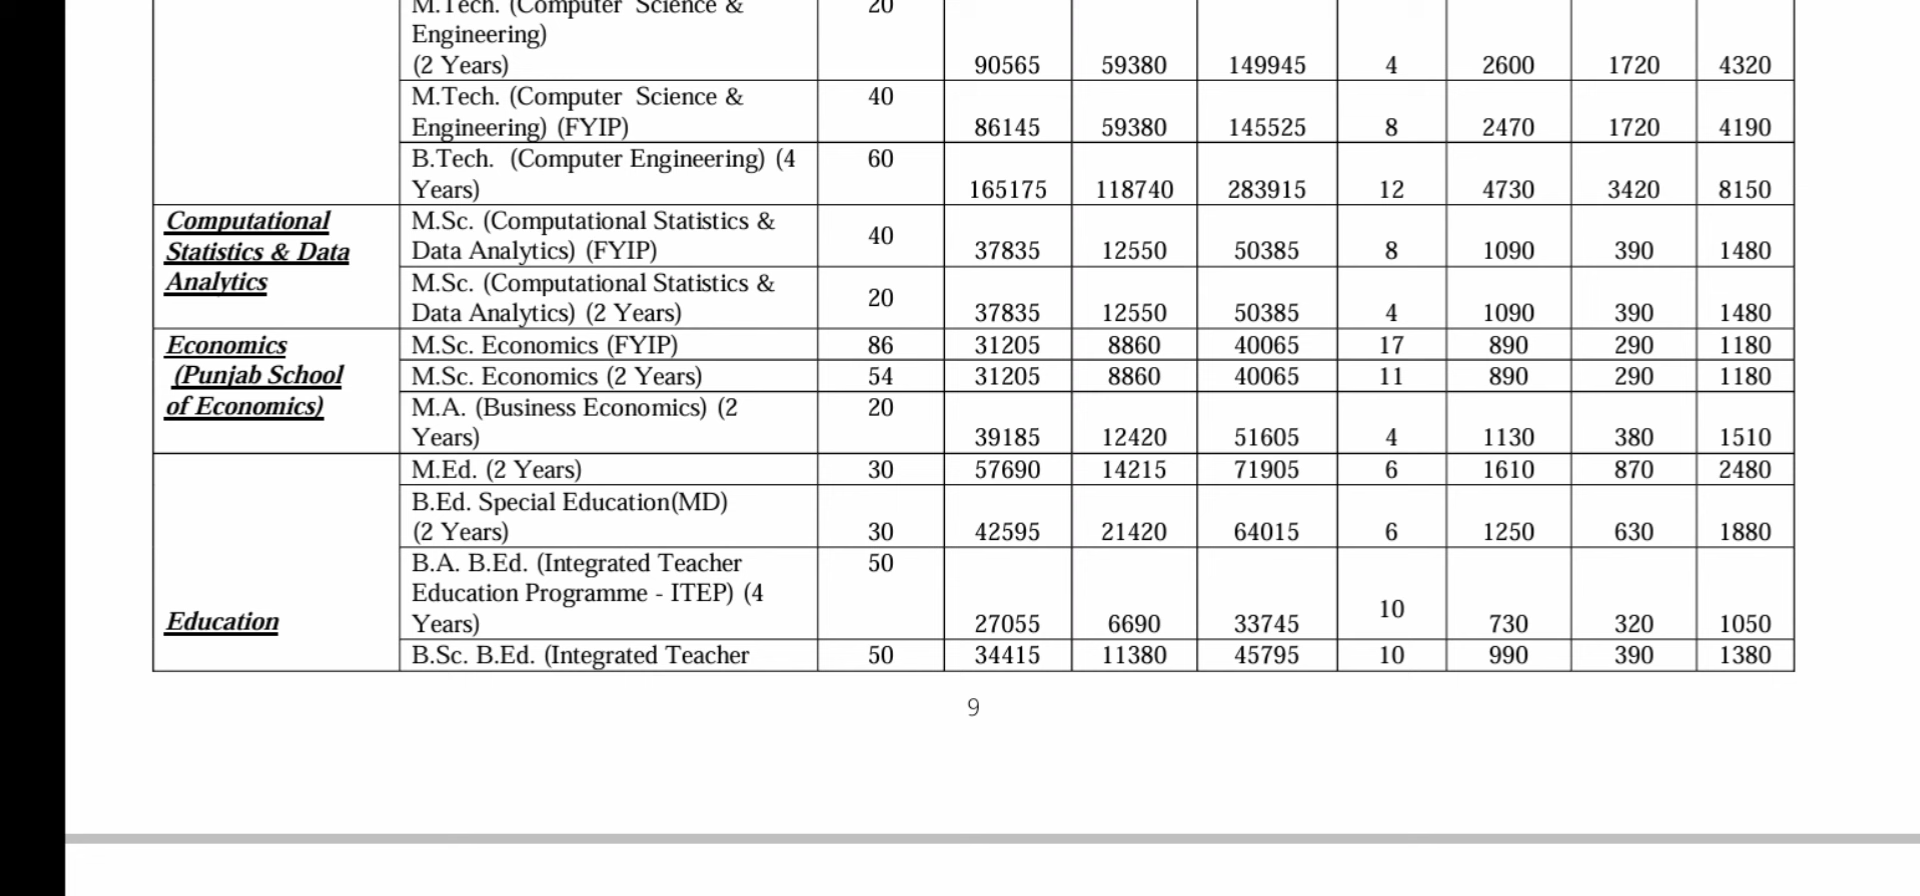 M.Tech. (Computer Science & 20
Engineering)
(2 Years) 90565 59380 149945 4 2600 1720 4320
M.Tech. (Computer Science & 40
Engineering) (FYIP) 86145 59380 145525 8 2470 1720 4190
B.Tech. (Computer Engineering) (4 60
Years) 165175 118740 283915 12 4730 3420 8150
Computational M.Sc. (Computational Statistics & 40
Statistics & Data Data Analytics) (FYIP) 37835 12550 50385 8 1090 390 1480
Analytics M.Sc. (Computational Statistics & 20
Data Analytics) (2 Years) 37835 12550 50385 4 1090 390 1480
Economics M.Sc. Economics (FYIP) 86 31205 8860 40065 17 890 290 1180
(Punjab School M.Sc. Economics (2 Years) 54 31205 8860 40065 11 890 290 1180
of Economics) M.A. (Business Economics) (2 20
Years) 39185 12420 51605 4 1130 380 1510
M.Ed. (2 Years) 30 57690 14215 71905 6 1610 870 2480
B.Ed. Special Education(MD)
(2 Years) 30 42595 21420 64015 6 1250 630 1880
B.A. B.Ed. (Integrated Teacher 50
Education Programme - ITEP) (4 10
Education Years) 27055 6690 33745 730 320 1050
B.Sc. B.Ed. (Integrated Teacher 50 34415 11380 45795 10 990 390 1380
9